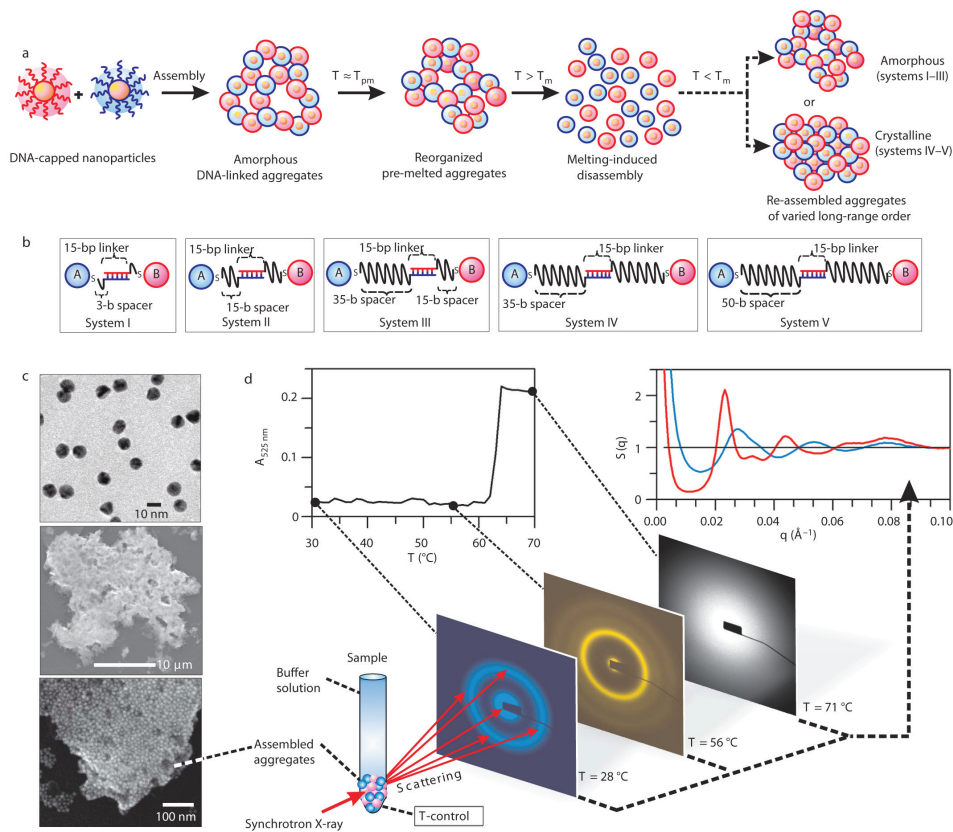 a
Assembly
T ≈ Tpm
T > Tm
T < Tm
Amorphous
(systems I–III)
or
Crystalline
(systems IV–V)
DNA-capped nanoparticles
Amorphous
DNA-linked aggregates
Reorganized
pre-melted aggregates
Melting-induced
disassembly
Re-assembled aggregates
of varied long-range order
b
15-bp linker
A
S
S
B
3-b spacer
System I
15-bp linker
A
S
S
B
15-b spacer
System II
15-bp linker
A
S
S
B
35-b spacer
15-b spacer
System III
15-bp linker
A
S
S
B
35-b spacer
System IV
15-bp linker
A
S
S
B
50-b spacer
System V
c
10 nm
10 μm
100 nm
d
A525 nm
0.2
0.1
0
30
40
50
60
70
T (°C)
S (q)
2
1
0
0.00
0.02
0.04
0.06
0.08
0.10
q (Å–1)
Sample
Buffer
solution
Assembled
aggregates
Scattering
Synchrotron X-ray
T-control
T = 28 °C
T = 56 °C
T = 71 °C